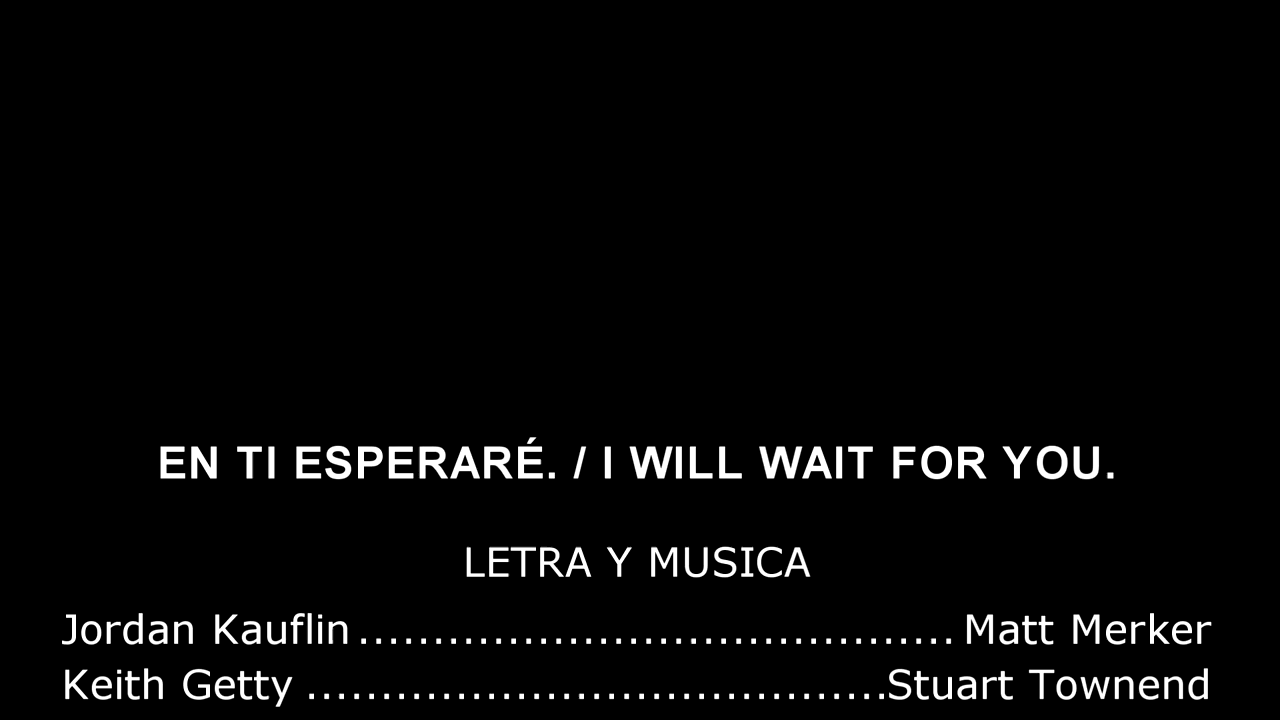 EN TI ESPERARÉ. / I WILL WAIT FOR YOU.
LETRA Y MUSICA
Jordan Kauflin ........................................ Matt Merker
Keith Getty .......................................Stuart Townend